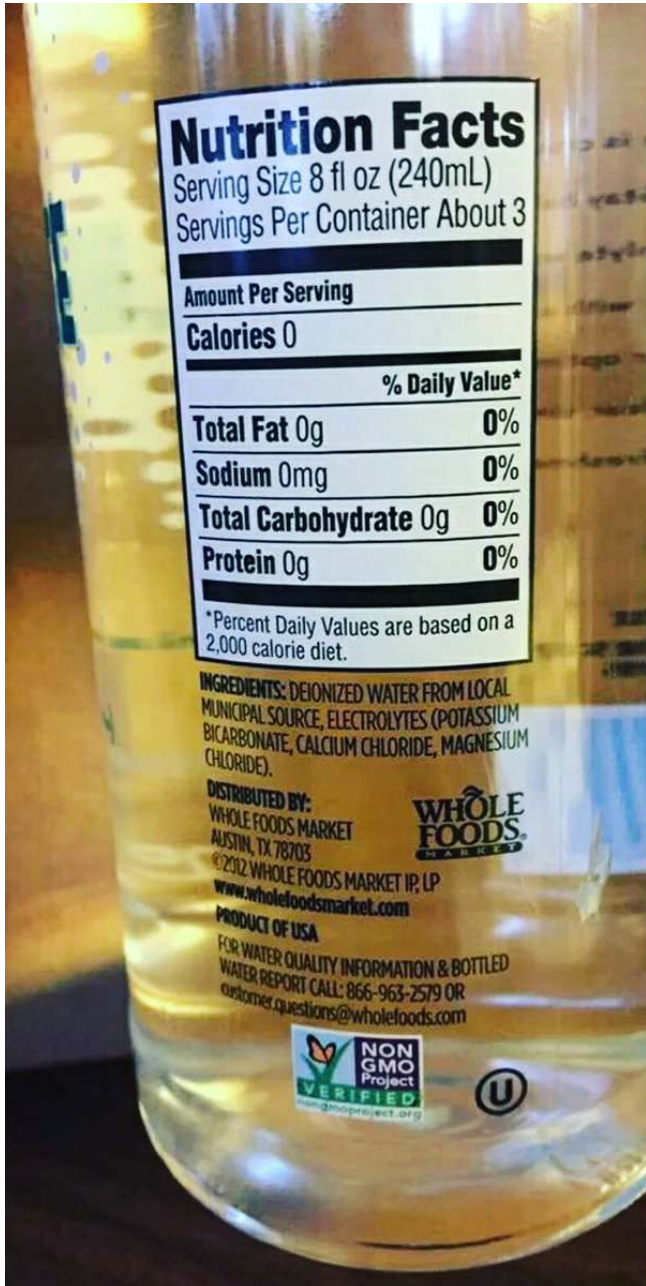 Nutrition Facts
Serving Size 8 fl oz (240mL)
Servings Per Container About 3
Amount Per Serving
Calories 0
% Daily Value*
Total Fat 0g 0%
Sodium 0mg 0%
Total Carbohydrate 0g 0%
Protein 0g 0%
*Percent Daily Values are based on a
2,000 calorie diet.
INGREDIENTS: DEIONIZED WATER FROM LOCAL
MUNICIPAL SOURCE, ELECTROLYTES (POTASSIUM
BICARBONATE, CALCIUM CHLORIDE, MAGNESIUM
CHLORIDE).
DISTRIBUTED BY:
WHOLE FOODS MARKET
AUSTIN, TX 78703
©2012 WHOLE FOODS MARKET IP, LP
www.wholefoodsmarket.com
WHOLE
FOODS®
MARKET
PRODUCT OF USA
FOR WATER QUALITY INFORMATION & BOTTLED
WATER REPORT CALL: 866-963-2579 OR
customer.questions@wholefoods.com
NON
GMO
Project
VERIFIED
nongmoproject.org
U